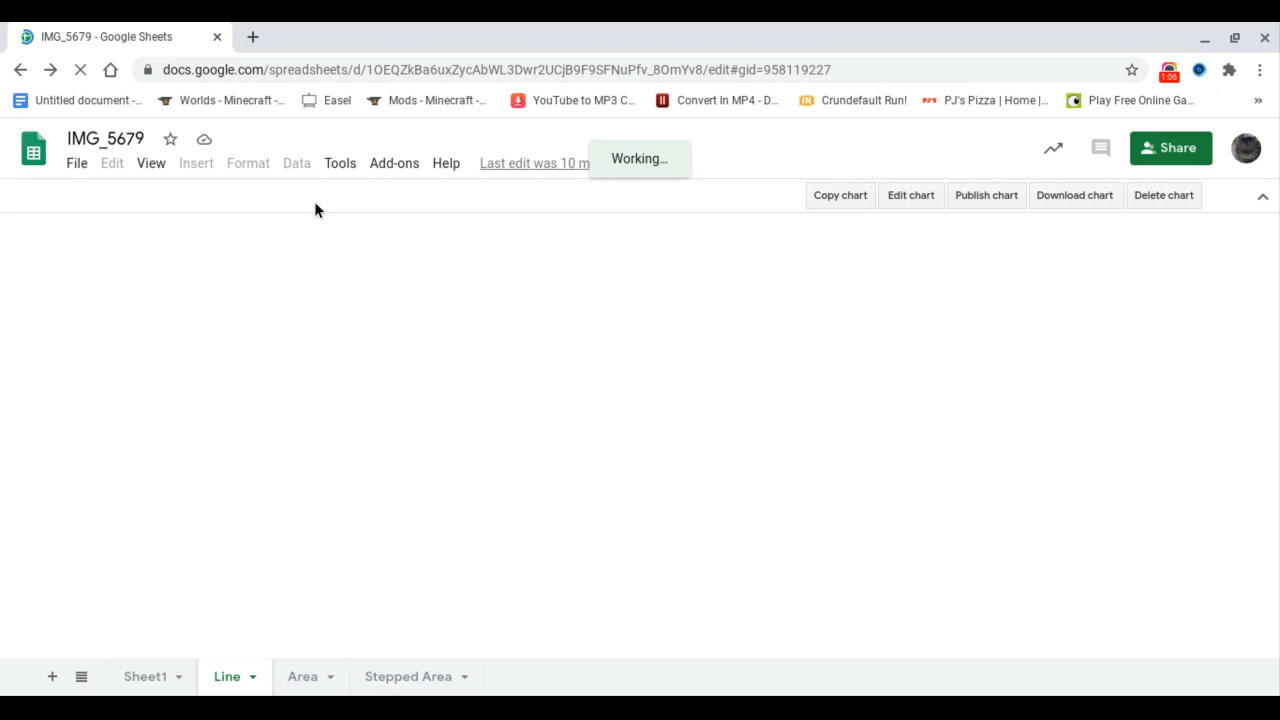 IMG_5679 - Google Sheets
docs.google.com/spreadsheets/d/1OEQZkBa6uxZyrAbWL3Dwr2UCjB9F9SFNuPfv_8OmYv8/edit#gid=958119227
1:06
Untitled document -... Worlds - Minecraft -... Easel Mods - Minecraft -... YouTube to MP3 C... Convert In MP4 - D... Crundefault Run! PJ's Pizza | Home |... Play Free Online Ga... »
IMG_5679
File Edit View Insert Format Data Tools Add-ons Help Last edit was 10 m
Working...
Share
Copy chart Edit chart Publish chart Download chart Delete chart
Sheet1 Line Area Stepped Area